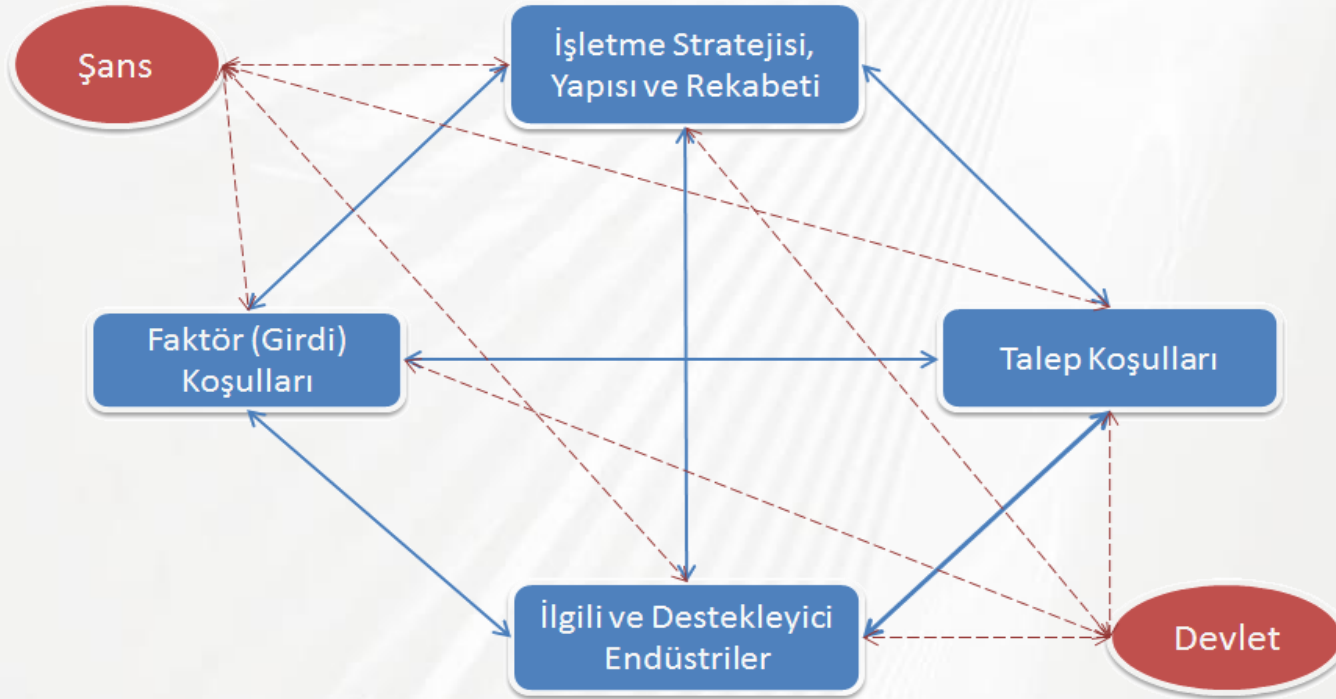 Şans
İşletme Stratejisi,
Yapısı ve Rekabeti
Faktör (Girdi)
Koşulları
Talep Koşulları
İlgili ve Destekleyici
Endüstriler
Devlet